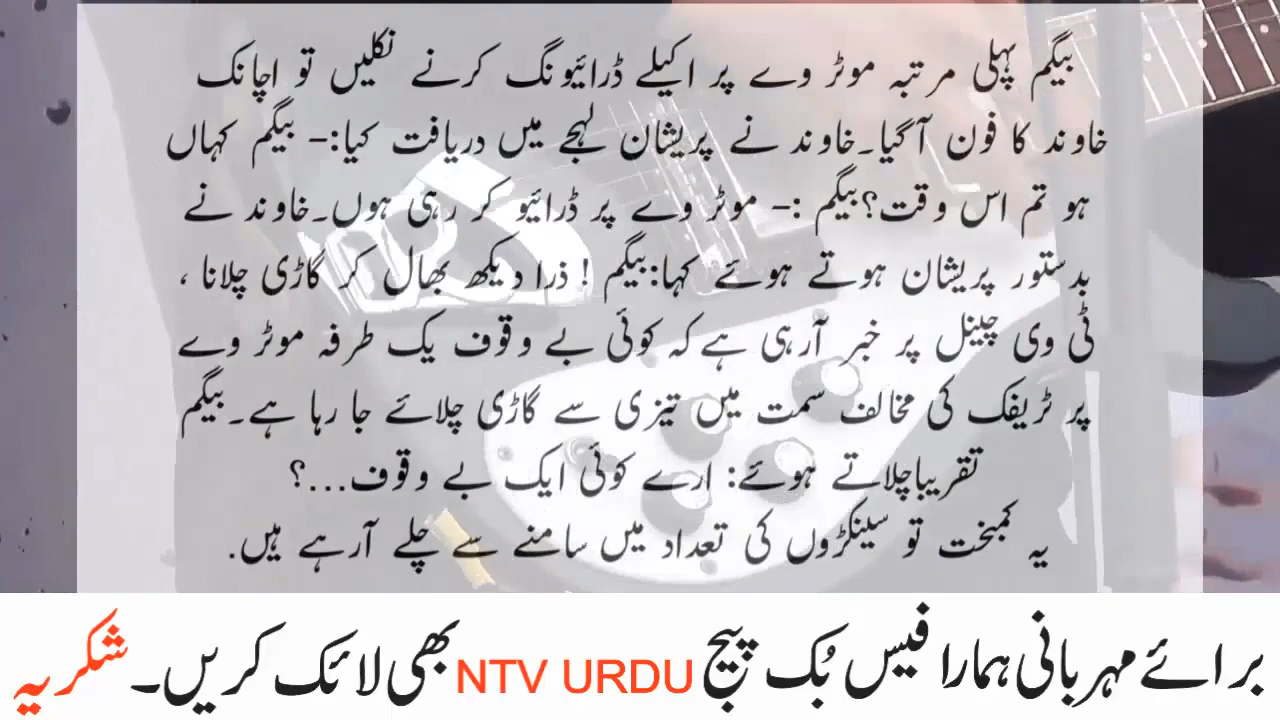 بیگم پہلی مرتبہ موٹر وے پر اکیلے ڈرائیونگ کرنے نکلیں تو اچانک
خاوند کا فون آگیا۔خاوند نے پریشان لہجے میں دریافت کیا:– بیگم کہاں
ہو تم اس وقت؟بیگم :– موٹر وے پر ڈرائیو کر رہی ہوں۔خاوند نے
بدستور پریشان ہوتے ہوئے کہا:بیگم ! ذرا دیکھ بھال کر گاڑی چلانا ،
ٹی وی چینل پر خبر آرہی ہے کہ کوئی بے وقوف یک طرفہ موٹر وے
پر ٹریفک کی مخالف سمت میں تیزی سے گاڑی چلائے جا رہا ہے۔بیگم
تقریباچلاتے ہوئے: ارے کوئی ایک بے وقوف...؟
یہ کمبخت تو سینکڑوں کی تعداد میں سامنے سے چلے آرہے ہیں.
برائے مہربانی ہمارا فیس بُک پیج NTV URDU بھی لائک کریں۔ شکریہ